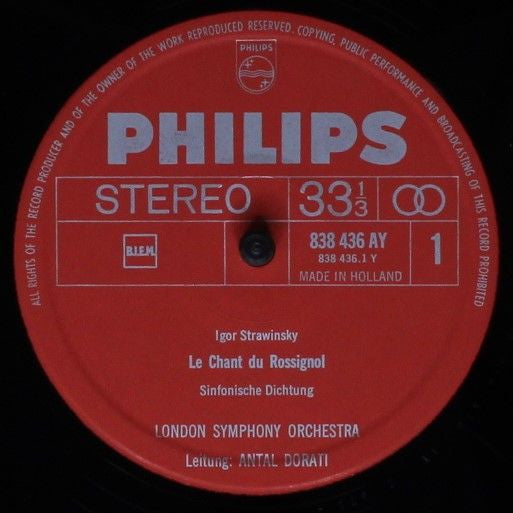 ALL RIGHTS OF THE RECORD PRODUCER AND OF THE OWNER OF THE WORK REPRODUCED RESERVED. COPYING, PUBLIC PERFORMANCE AND BROADCASTING OF THIS RECORD PROHIBITED
PHILIPS
PHILIPS
STEREO 33 1/3
B.I.E.M. 838 436 AY 1
838 436.1 Y
MADE IN HOLLAND
Igor Strawinsky
Le Chant du Rossignol
Sinfonische Dichtung
LONDON SYMPHONY ORCHESTRA
Leitung: ANTAL DORATI